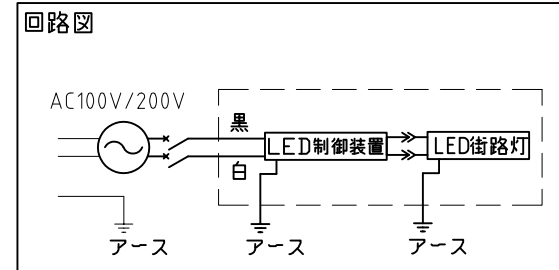 回路図
AC100V/200V
黒
LED制御装置
LED街路灯
白
アース
アース
アース